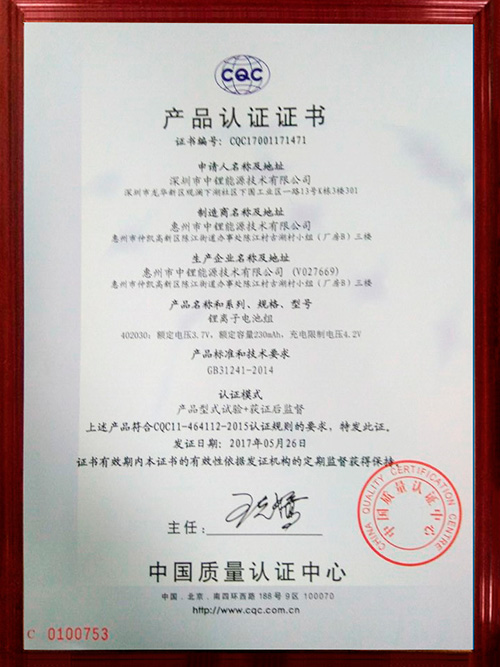 CQC
产品认证证书
证书编号: CQC17001171471
申请人名称及地址
深圳市中锂能源技术有限公司
深圳市龙华新区观澜下湖社区下围工业区一路13号K栋3楼301
制造商名称及地址
惠州市中锂能源技术有限公司
惠州市仲恺高新区陈江街道办事处陈江村古湖村小组（厂房B）三楼
生产企业名称及地址
惠州市中锂能源技术有限公司 (V027669)
惠州市仲恺高新区陈江街道办事处陈江村古湖村小组（厂房B）三楼
产品名称和系列、规格、型号
锂离子电池组
402030: 额定电压3.7V, 额定容量230mAh, 充电限制电压4.2V
产品标准和技术要求
GB31241-2014
认证模式
产品型式试验+获证后监督
上述产品符合CQC11-464112-2015认证规则的要求，特发此证。
发证日期: 2017年05月26日
证书有效期内本证书的有效性依据发证机构的定期监督获得保持。
CHINA QUALITY CERTIFICATION CENTRE
中国质量认证中心
主任:
中国质量认证中心
中国．北京．南四环西路 188号 9区 100070
http://www.cqc.com.cn
C 0100753